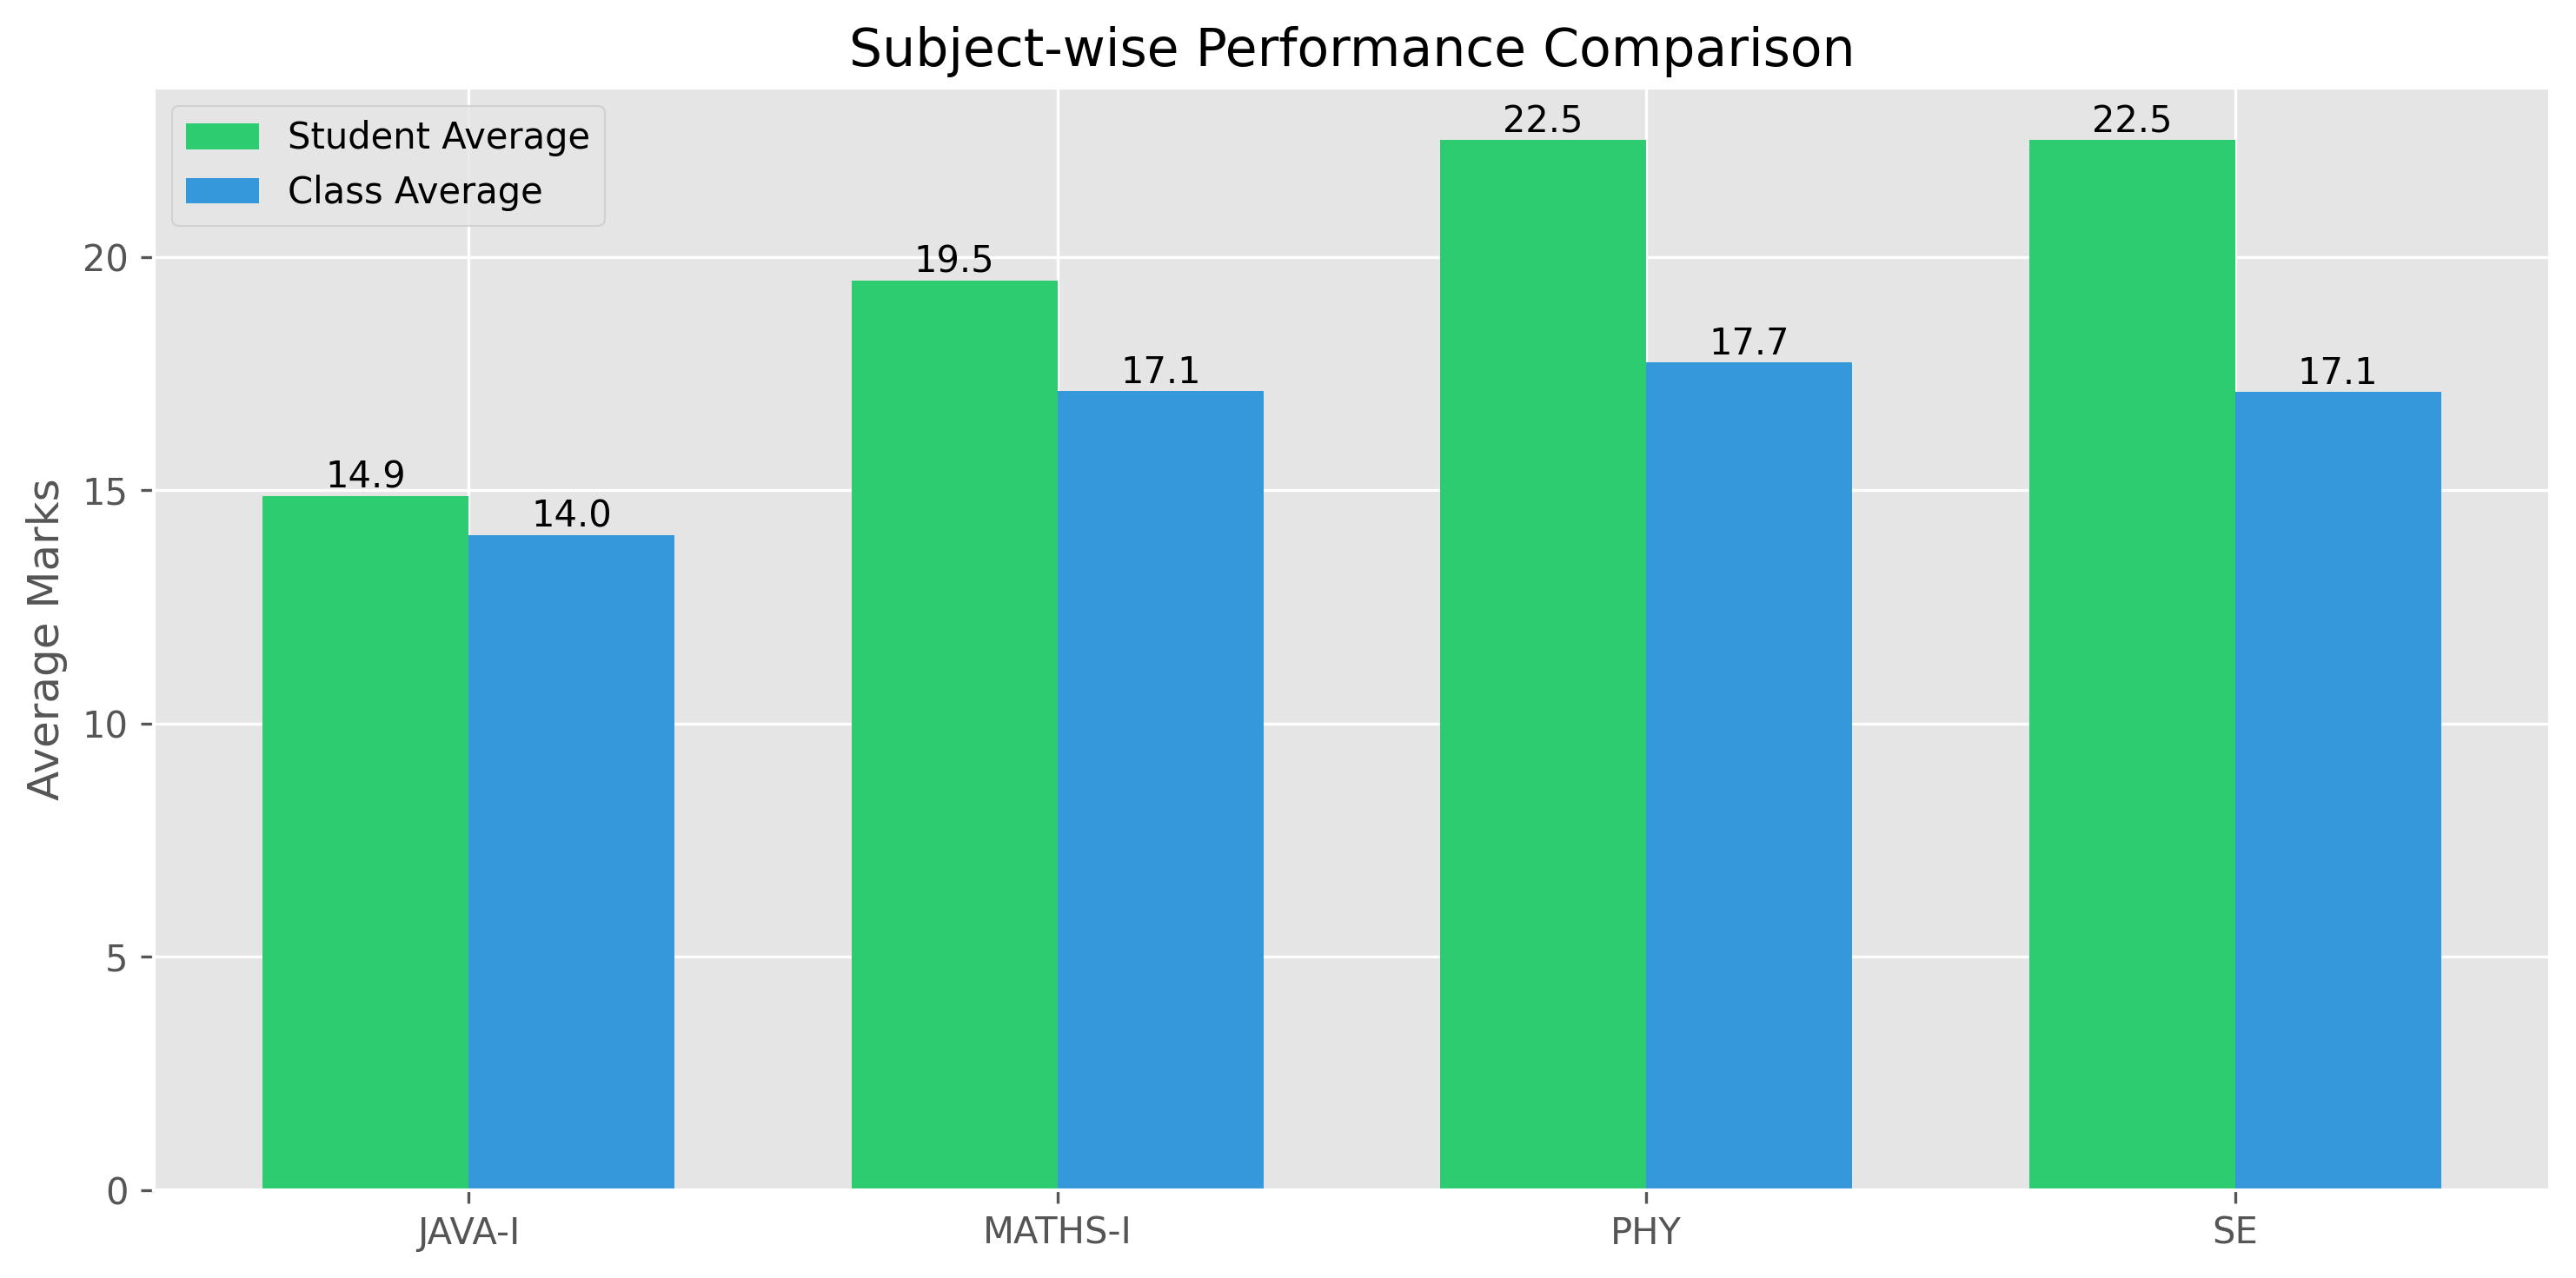 Subject-wise Performance Comparison
Student Average
Class Average
22.5
22.5
20
19.5
17.7
17.1
17.1
15
14.9
14.0
10
5
0
Average Marks
JAVA-I
MATHS-I
PHY
SE